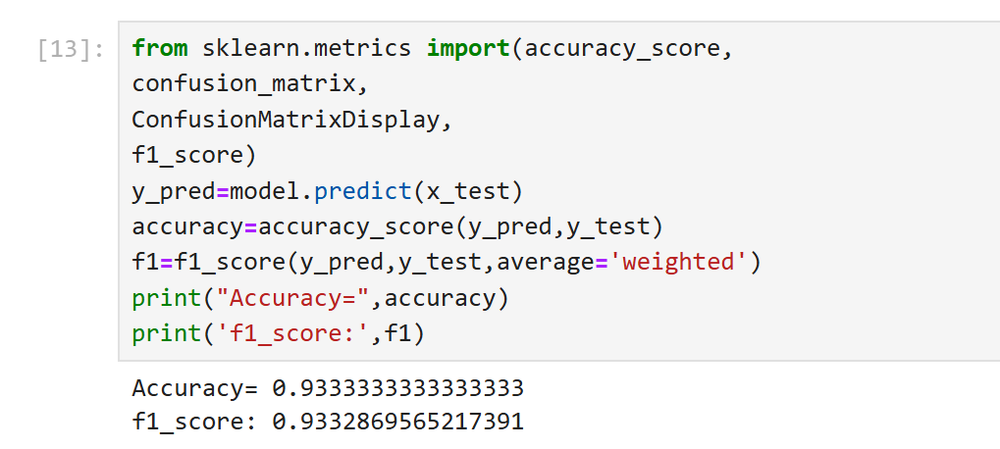 [13]: from sklearn.metrics import(accuracy_score,
confusion_matrix,
ConfusionMatrixDisplay,
f1_score)
y_pred=model.predict(x_test)
accuracy=accuracy_score(y_pred,y_test)
f1=f1_score(y_pred,y_test,average='weighted')
print("Accuracy=",accuracy)
print('f1_score:',f1)
Accuracy= 0.9333333333333333
f1_score: 0.9332869565217391